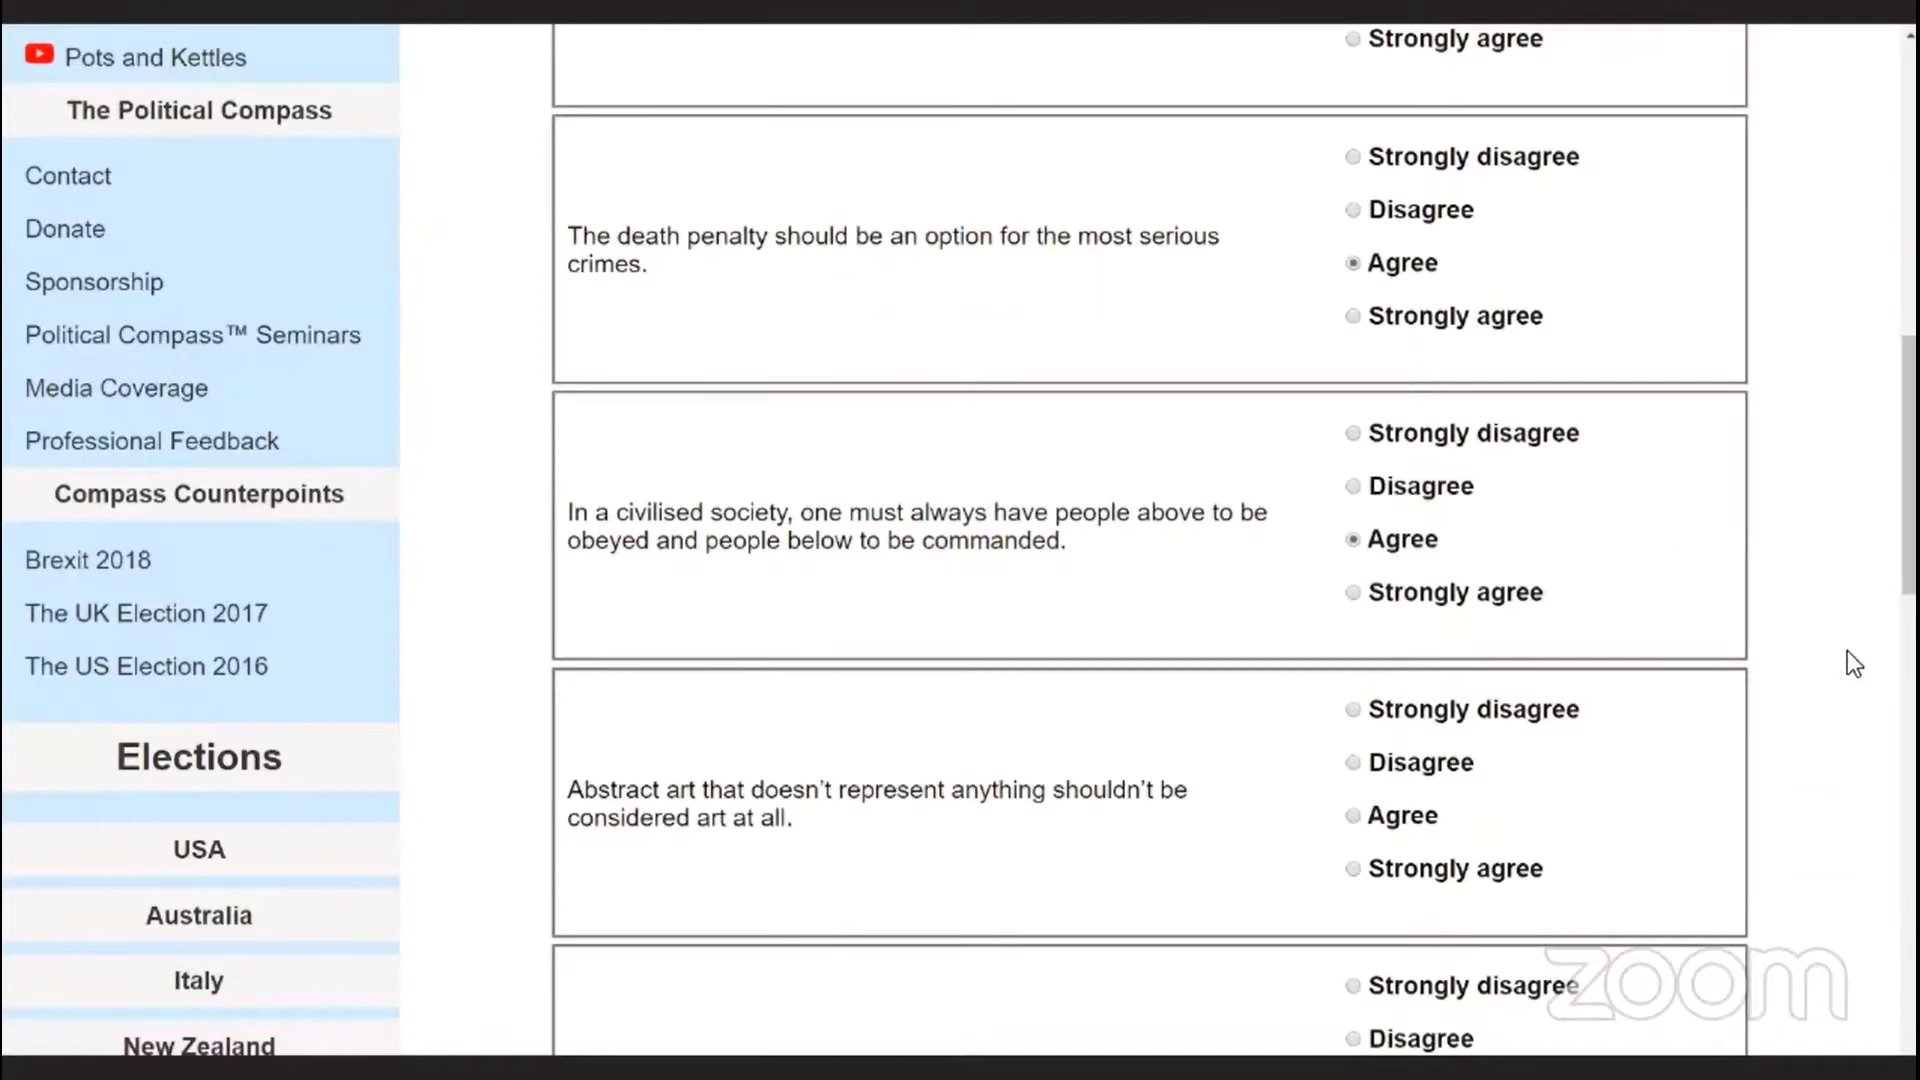 Pots and Kettles
The Political Compass
Contact
Donate
Sponsorship
Political Compass™ Seminars
Media Coverage
Professional Feedback
Compass Counterpoints
Brexit 2018
The UK Election 2017
The US Election 2016
Elections
USA
Australia
Italy
New Zealand
Strongly agree
The death penalty should be an option for the most serious
crimes.
Strongly disagree
Disagree
Agree
Strongly agree
In a civilised society, one must always have people above to be
obeyed and people below to be commanded.
Strongly disagree
Disagree
Agree
Strongly agree
Abstract art that doesn’t represent anything shouldn’t be
considered art at all.
Strongly disagree
Disagree
Agree
Strongly agree
Strongly disagree
Disagree
zoom